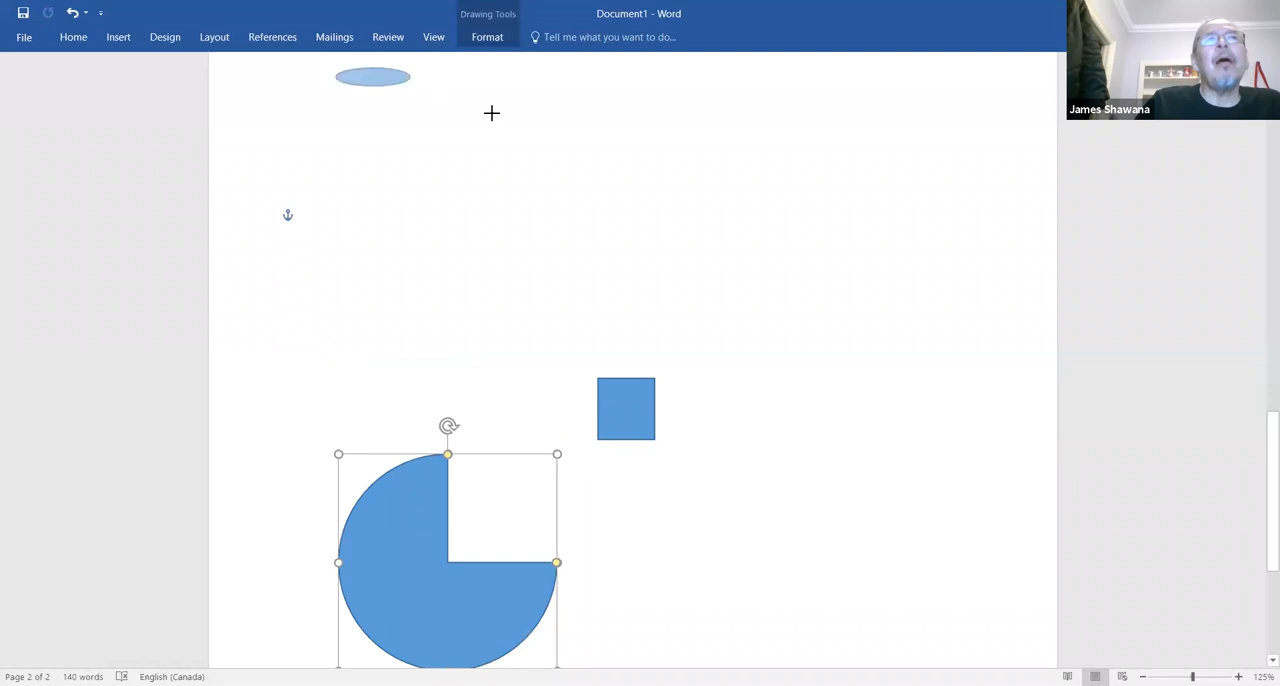 Drawing Tools
Document1 - Word
File
Home
Insert
Design
Layout
References
Mailings
Review
View
Format
Tell me what you want to do...
James Shawana
Page 2 of 2
140 words
English (Canada)
125%